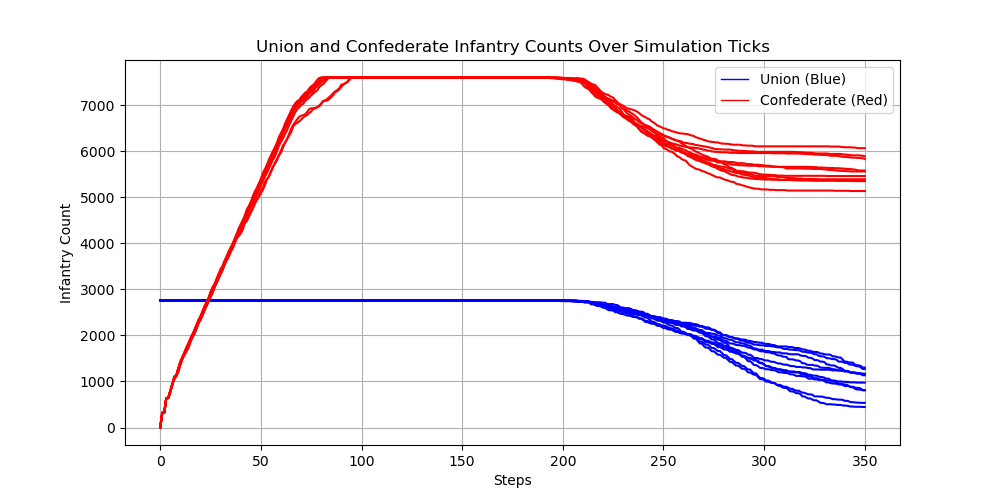 Union and Confederate Infantry Counts Over Simulation Ticks
Union (Blue)
Confederate (Red)
Infantry Count
7000
6000
5000
4000
3000
2000
1000
0
0 50 100 150 200 250 300 350
Steps